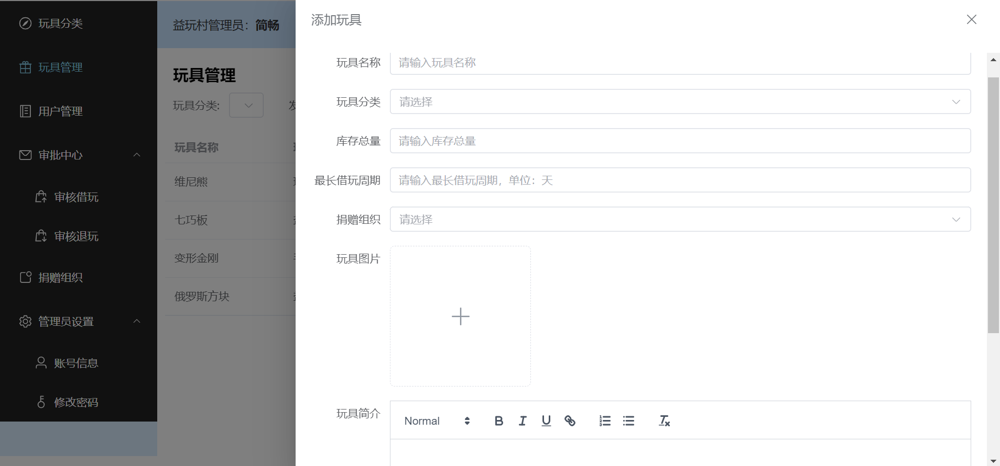 玩具分类
玩具管理
用户管理
审批中心
审核借玩
审核退玩
捐赠组织
管理员设置
账号信息
修改密码
益玩村管理员：简畅
玩具管理
玩具分类:
玩具名称
维尼熊
七巧板
变形金刚
俄罗斯方块
添加玩具
玩具名称 请输入玩具名称
玩具分类 请选择
库存总量 请输入库存总量
最长借玩周期 请输入最长借玩周期，单位：天
捐赠组织 请选择
玩具图片
玩具简介
Normal